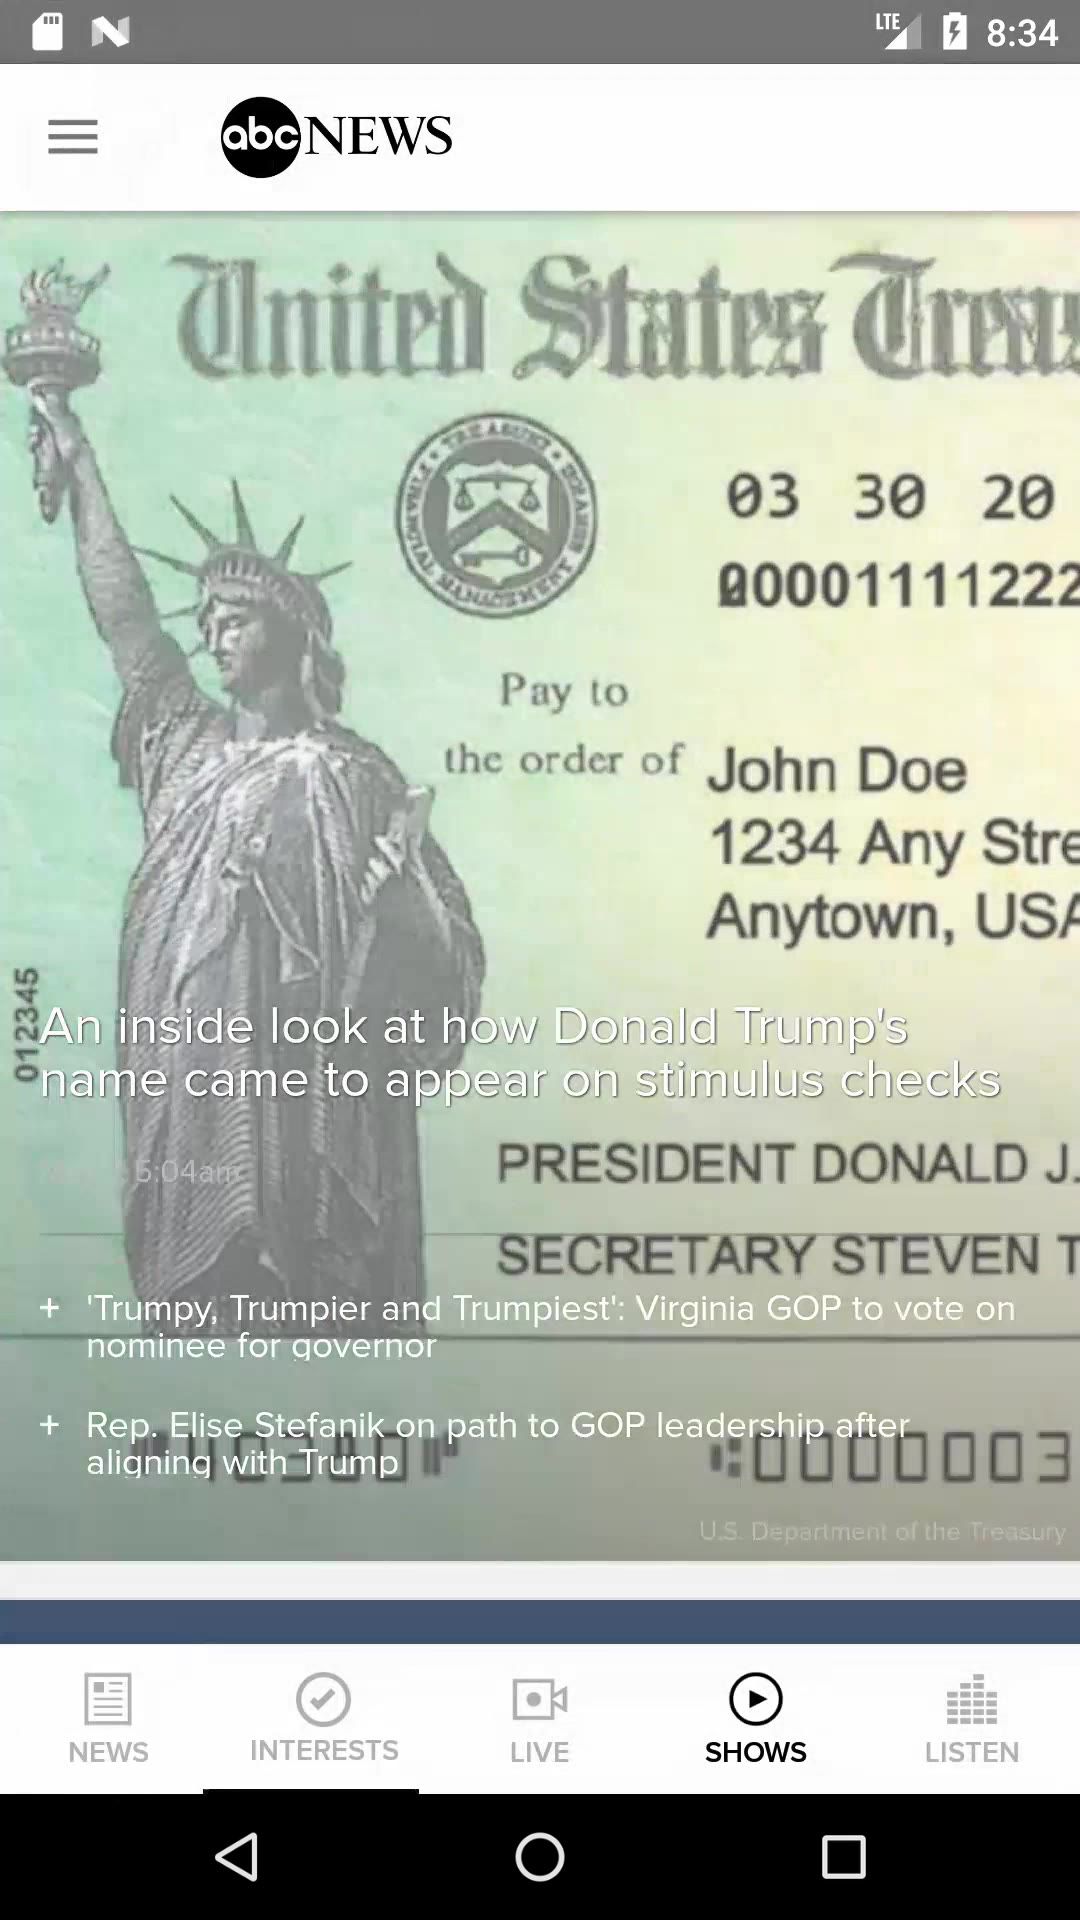 LTE 8:34
abc NEWS
United States Treas
03 30 20
00001111222
Pay to
the order of
John Doe
1234 Any Stre
Anytown, USA
012345
An inside look at how Donald Trump's
name came to appear on stimulus checks
5:04am
PRESIDENT DONALD J.
SECRETARY STEVEN T
+ 'Trumpy, Trumpier and Trumpiest': Virginia GOP to vote on
nominee for governor
+ Rep. Elise Stefanik on path to GOP leadership after
aligning with Trump
0000003
U.S. Department of the Treasury
NEWS
INTERESTS
LIVE
SHOWS
LISTEN